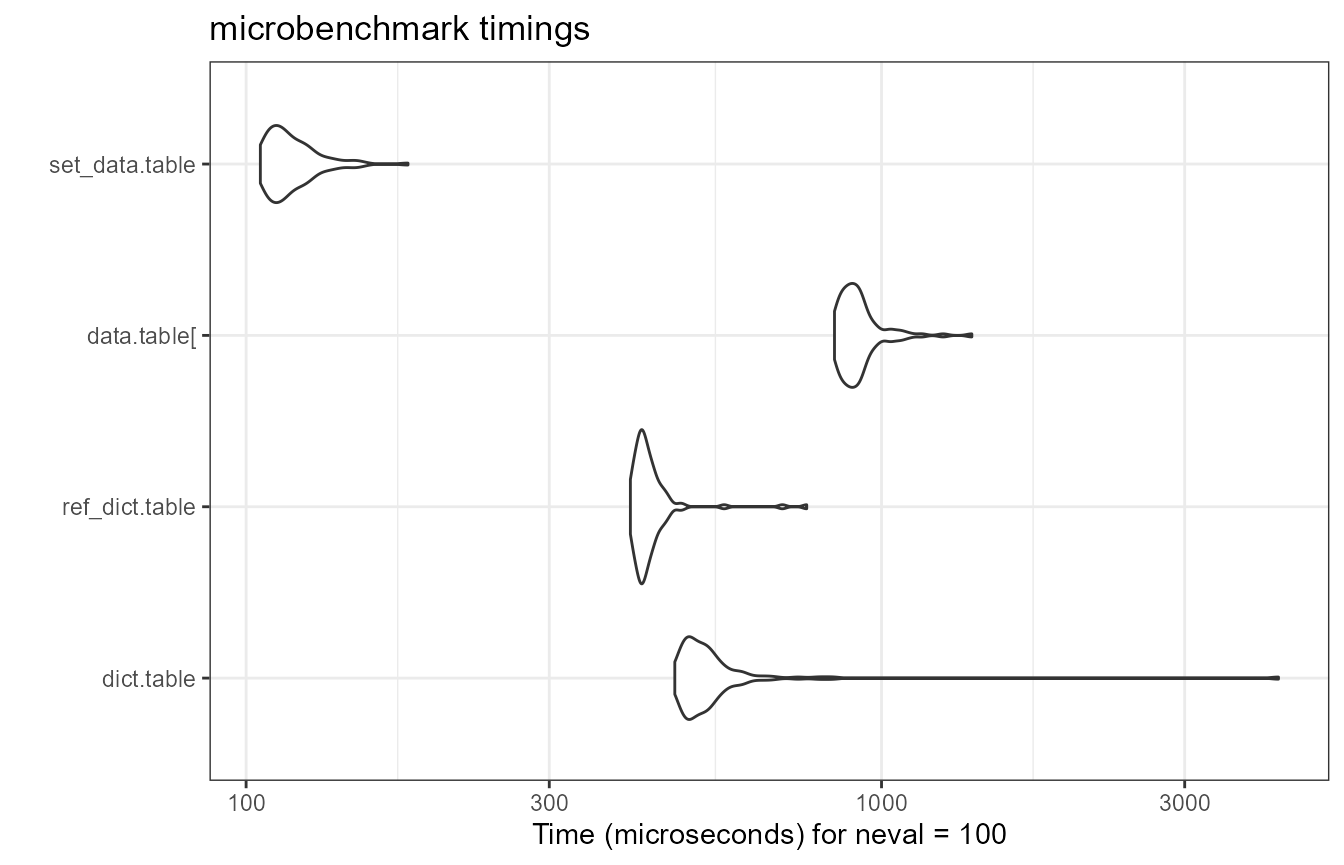 microbenchmark timings
set_data.table
data.table[
ref_dict.table
dict.table
100 300 1000 3000
Time (microseconds) for neval = 100